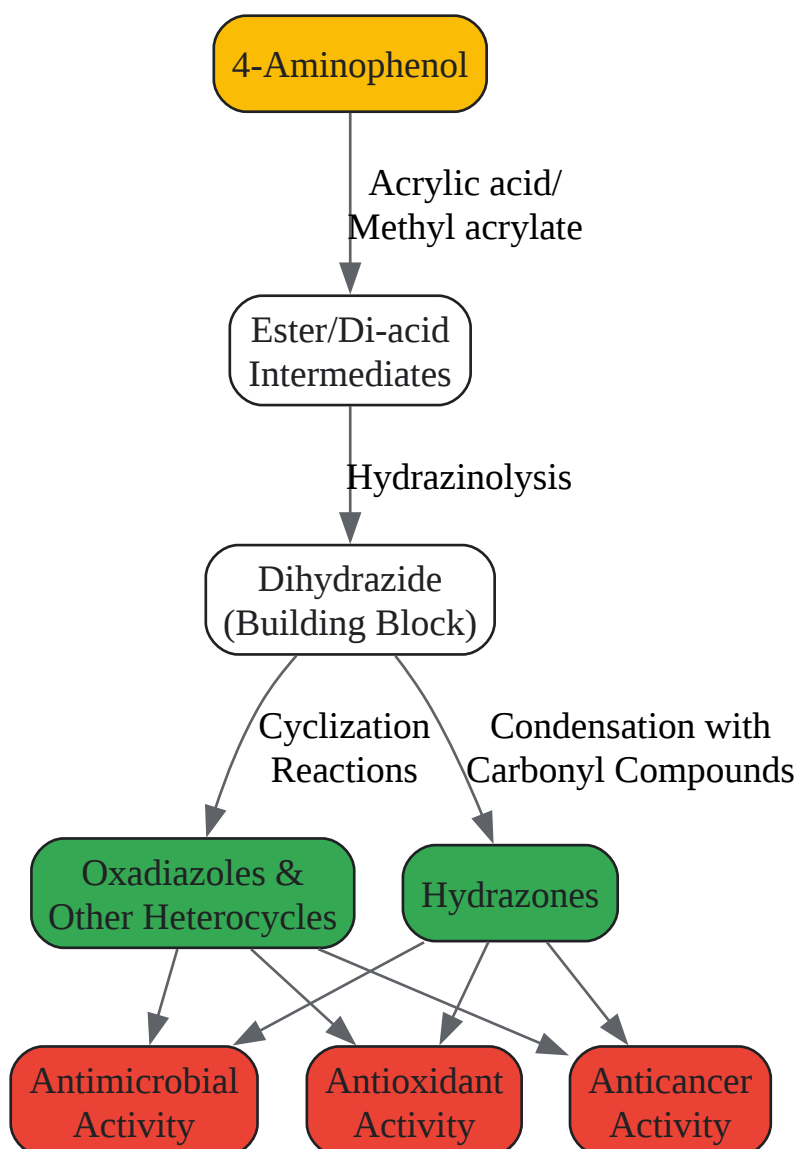 4-Aminophenol
Acrylic acid/
Methyl acrylate
Ester/Di-acid
Intermediates
Hydrazinolysis
Dihydrazide
(Building Block)
Cyclization
Reactions
Condensation with
Carbonyl Compounds
Oxadiazoles &
Other Heterocycles
Hydrazones
Antimicrobial
Activity
Antioxidant
Activity
Anticancer
Activity